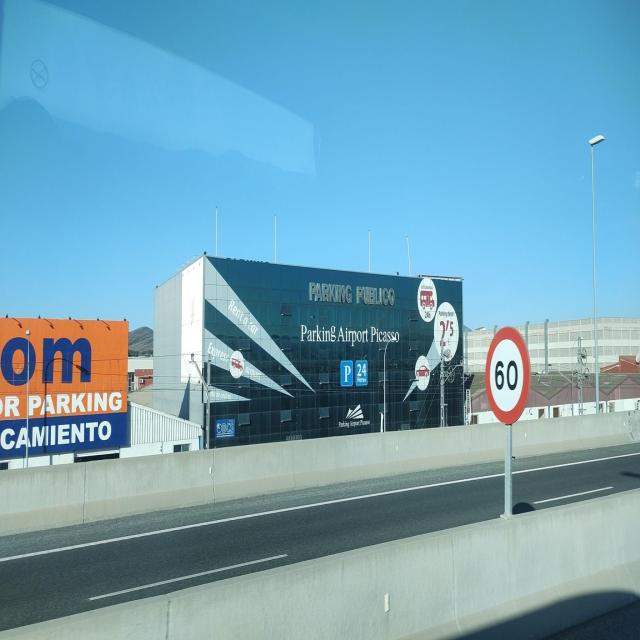 om
OR PARKING
CAMIENTO
PARKING PUBLICO
Parking Airport Picasso
P
24
Parking Airport Picasso
60